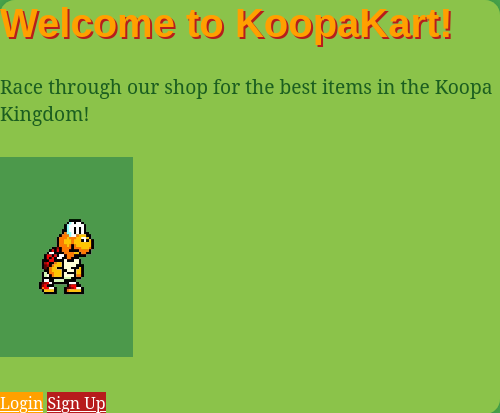 Welcome to KoopaKart!
Race through our shop for the best items in the Koopa
Kingdom!
Login Sign Up